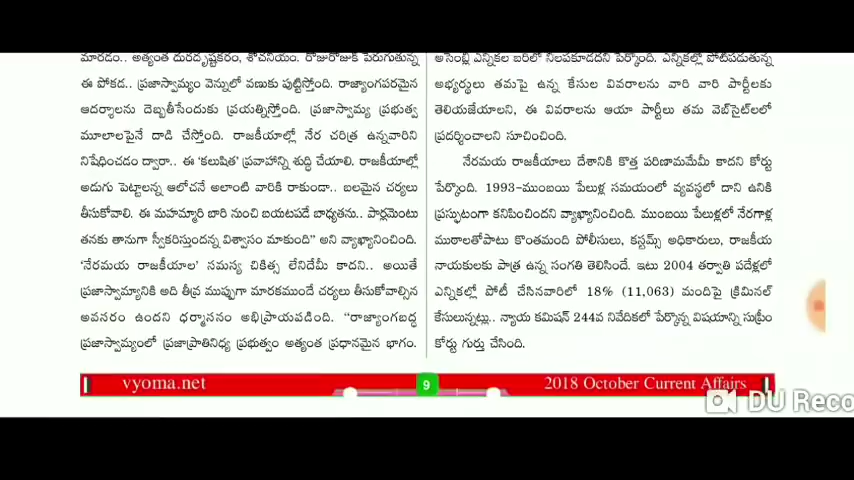 మారడం.. అత్యంత దురదృష్టకరం, శోచనీయం. రోజురోజుకీ పెరుగుతున్న
ఈ పోకడ.. ప్రజాస్వామ్యం వెన్నులో వణుకు పుట్టిస్తోంది. రాజ్యాంగపరమైన
ఆదర్శాలను దెబ్బతీసేందుకు ప్రయత్నిస్తోంది. ప్రజాస్వామ్య ప్రభుత్వ
మూలాలపైనే దాడి చేస్తోంది. రాజకీయాల్లో నేర చరిత్ర ఉన్నవారిని
నిషేధించడం ద్వారా.. ఈ ‘కలుషిత’ ప్రవాహాన్ని శుద్ధి చేయాలి. రాజకీయాల్లో
అడుగు పెట్టాలన్న ఆలోచనే అలాంటి వారికి రాకుండా.. బలమైన చర్యలు
తీసుకోవాలి. ఈ మహమ్మారి బారి నుంచి బయటపడే బాధ్యతను.. పార్లమెంటు
తనకు తానుగా స్వీకరిస్తుందన్న విశ్వాసం మాకుంది” అని వ్యాఖ్యానించింది.
‘నేరమయ రాజకీయాల’ సమస్య చికిత్స లేనిదేమీ కాదని.. అయితే
ప్రజాస్వామ్యానికి అది తీవ్ర ముప్పుగా మారకముందే చర్యలు తీసుకోవాల్సిన
అవసరం ఉందని ధర్మాసనం అభిప్రాయపడింది. “రాజ్యాంగబద్ధ
ప్రజాస్వామ్యంలో ప్రజాప్రాతినిధ్య ప్రభుత్వం అత్యంత ప్రధానమైన భాగం.
అసెంబ్లీ ఎన్నికల బరిలో నిలపకూడదని పేర్కొంది. ఎన్నికల్లో పోటీపడుతున్న
అభ్యర్థులు తమపై ఉన్న కేసుల వివరాలను వారి వారి పార్టీలకు
తెలియజేయాలని, ఈ వివరాలను ఆయా పార్టీలు తమ వెబ్‌సైట్‌లలో
ప్రదర్శించాలని సూచించింది.
నేరమయ రాజకీయాలు దేశానికి కొత్త పరిణామమేమీ కాదని కోర్టు
పేర్కొంది. 1993-ముంబయి పేలుళ్ల సమయంలో వ్యవస్థలో దాని ఉనికి
ప్రస్ఫుటంగా కనిపించిందని వ్యాఖ్యానించింది. ముంబయి పేలుళ్లలో నేరగాళ్ల
ముఠాలతోపాటు కొంతమంది పోలీసులు, కస్టమ్స్ అధికారులు, రాజకీయ
నాయకులకు పాత్ర ఉన్న సంగతి తెలిసిందే. ఇటు 2004 తర్వాతి పదేళ్లలో
ఎన్నికల్లో పోటీ చేసినవారిలో 18% (11,063) మందిపై క్రిమినల్
కేసులున్నట్లు.. న్యాయ కమిషన్ 244వ నివేదికలో పేర్కొన్న విషయాన్ని సుప్రీం
కోర్టు గుర్తు చేసింది.
vyoma.net
9
2018 October Current Affairs
DU Reco